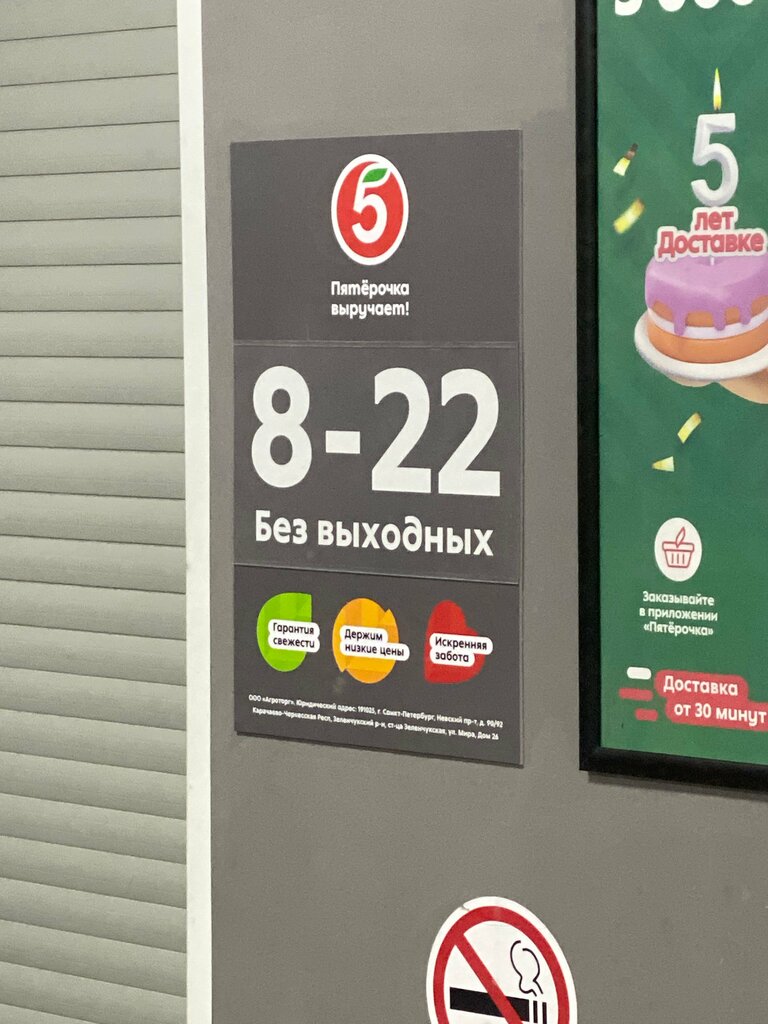 5
Пятёрочка
выручает!
8-22
Без выходных
Гарантия
свежести
Держим
низкие цены
Искренняя
забота
ООО «Агроторг». Юридический адрес: 191025, г. Санкт-Петербург, Невский пр-т, д. 90/92
Карачаево-Черкесская Респ, Зеленчукский р-н, ст-ца Зеленчукская, ул. Мира, Дом 26
5
лет
Доставке
Заказывайте
в приложении
«Пятёрочка»
Доставка
от 30 минут